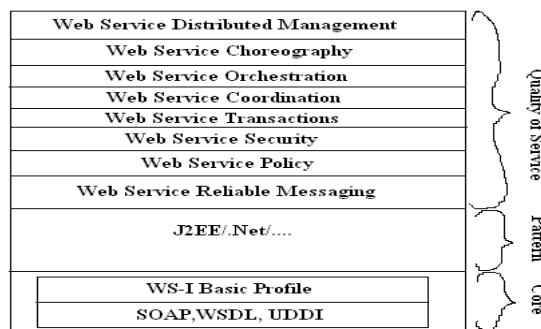 Web Service Distributed Management
Web Service Choreography
Web Service Orchestration
Web Service Coordination
Web Service Transactions
Web Service Security
Web Service Policy
Web Service Reliable Messaging
J2EE/.Net/....
WS-I Basic Profile
SOAP,WSDL, UDDI
Quality of Service
Pattern
Core